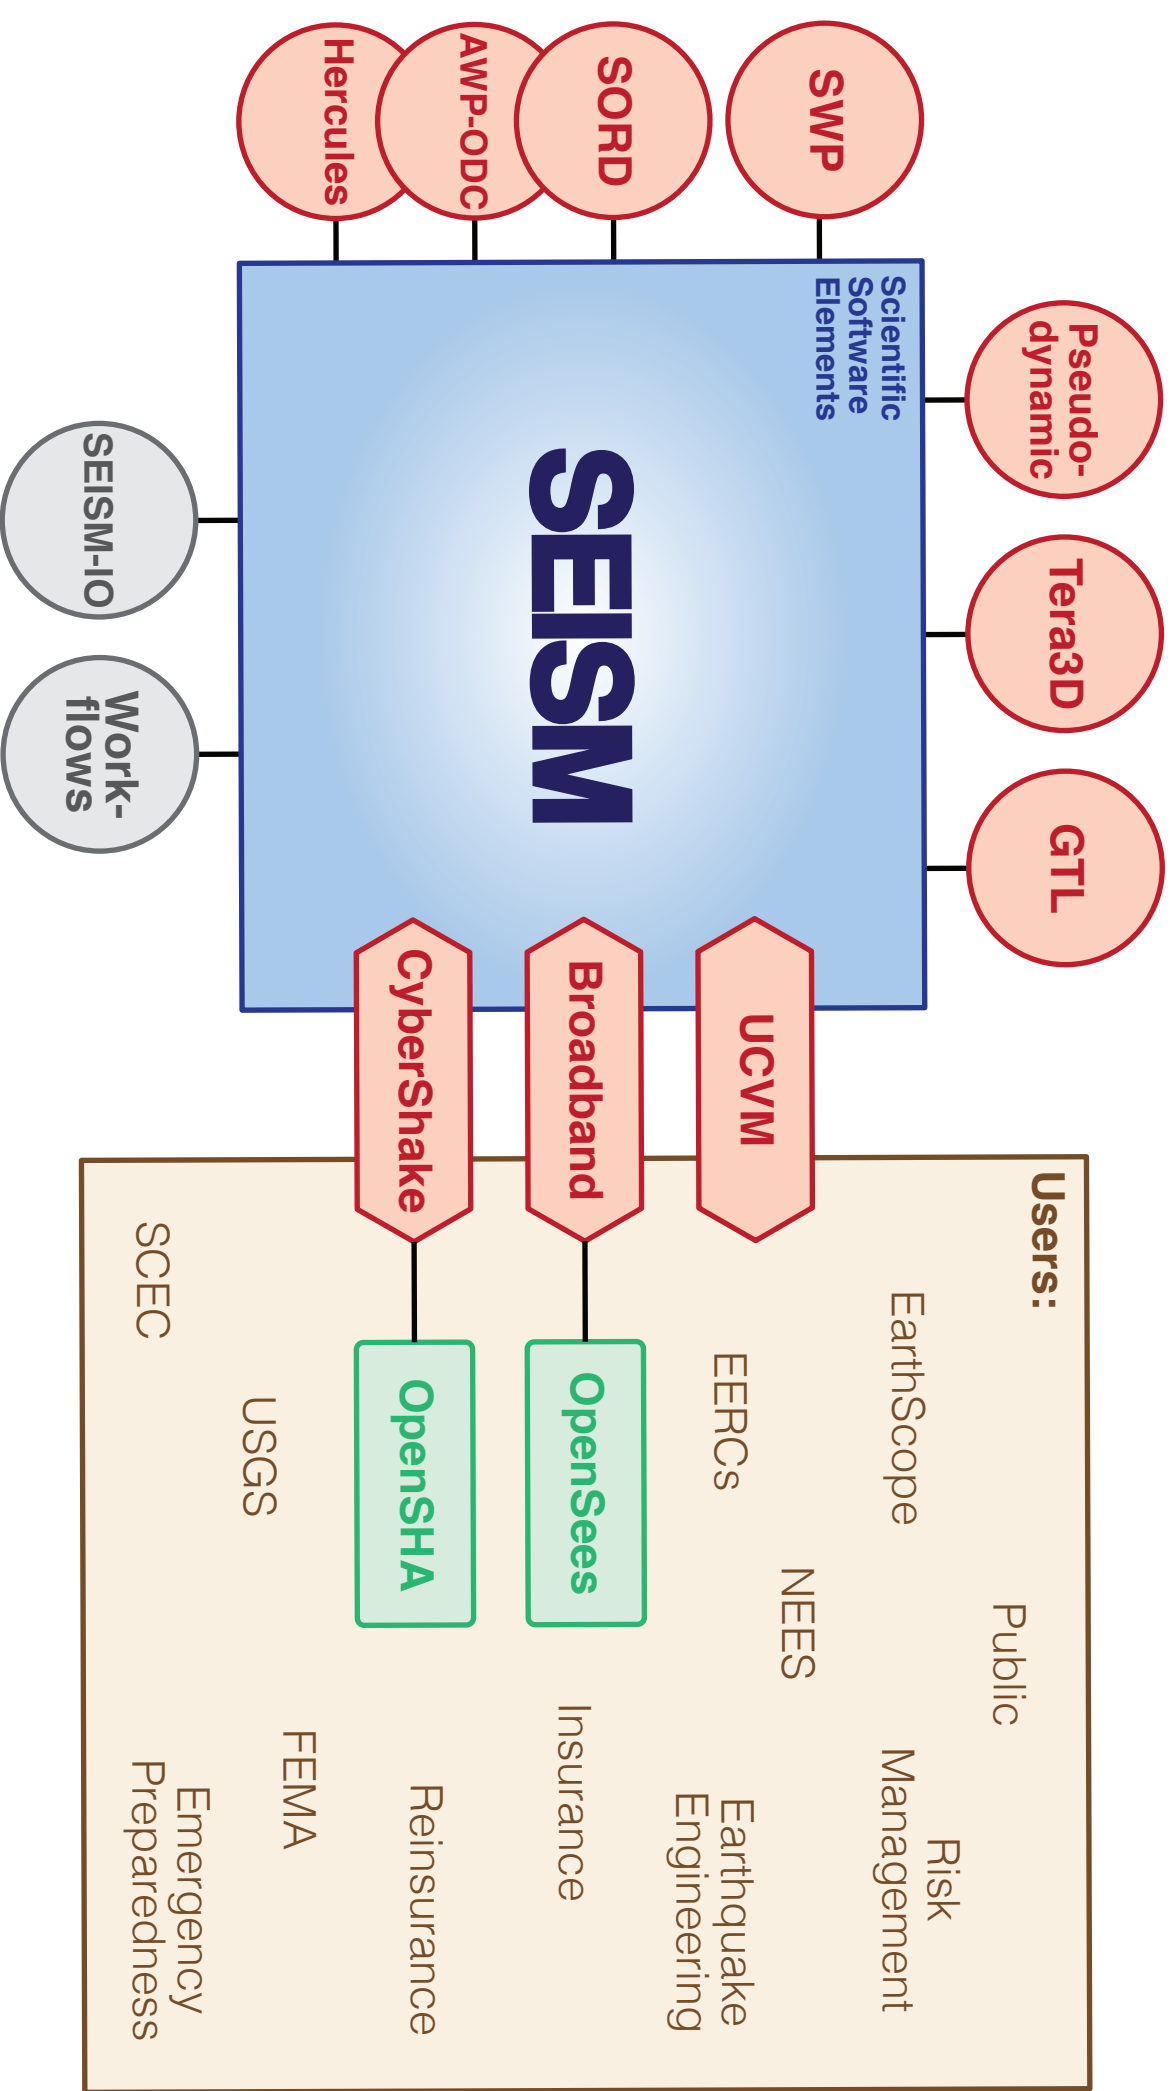 Pseudo-
dynamic
Tera3D
GTL
SWP
SORD
AWP-ODC
Hercules
Scientific
Software
Elements
SEISM
SEISM-IO
Work-
flows
UCVM
Broadband
CyberShake
Users:
EarthScope
Public
Risk
Management
NEES
EERCs
Earthquake
Engineering
OpenSees
Insurance
OpenSHA
Reinsurance
USGS
FEMA
SCEC
Emergency
Preparedness